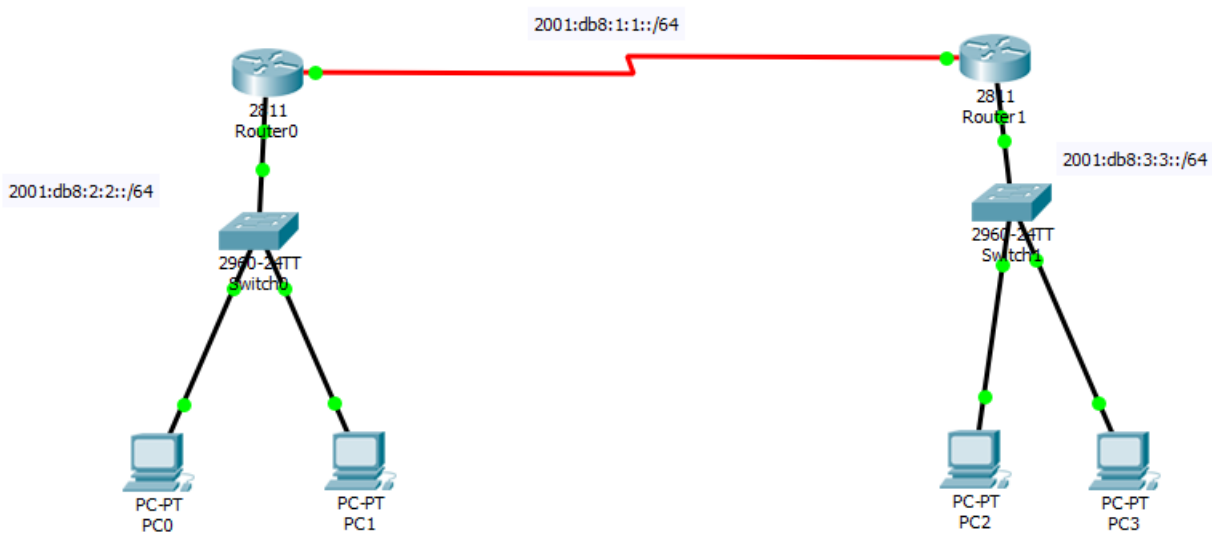 2001:db8:1:1::/64
2811
Router0
2811
Router1
2001:db8:2:2::/64
2001:db8:3:3::/64
2960-24TT
Switch0
2960-24TT
Switch1
PC-PT
PC0
PC-PT
PC1
PC-PT
PC2
PC-PT
PC3